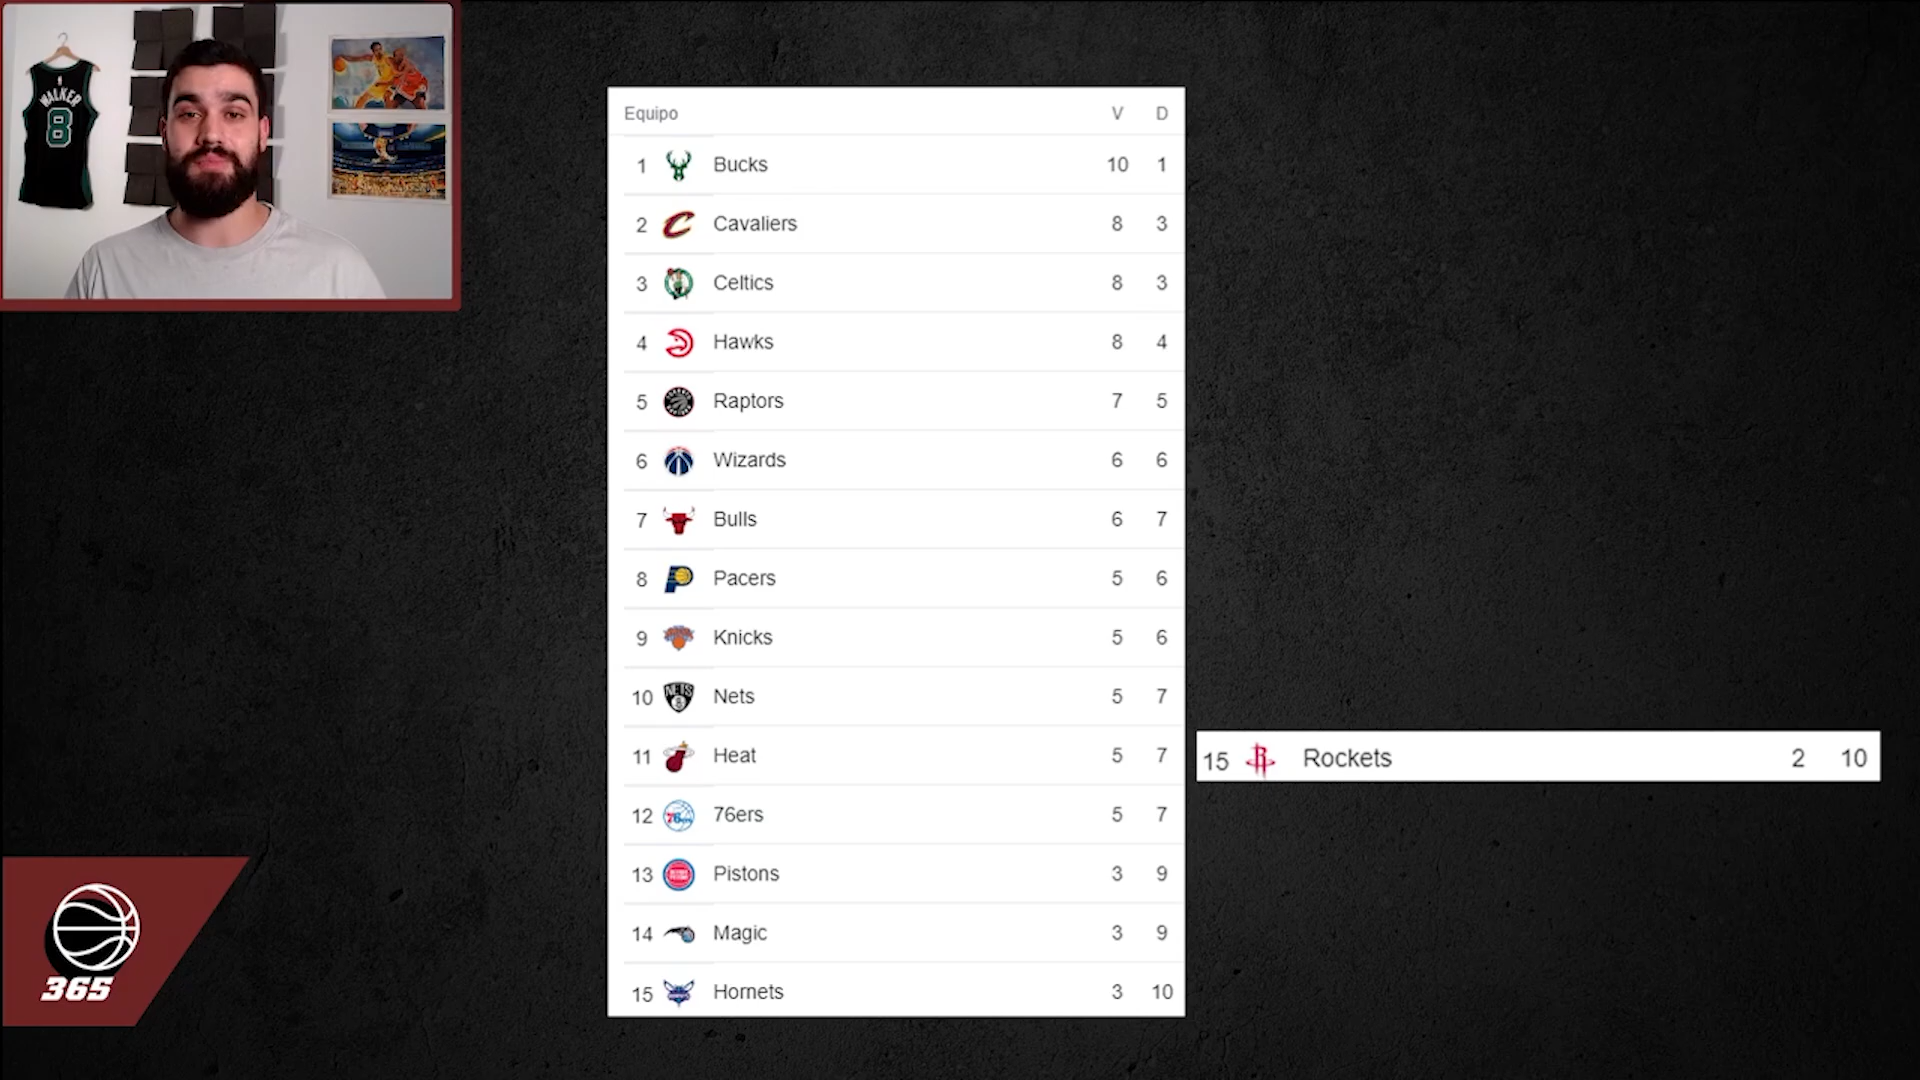 WALKER
8
Equipo V D
1 Bucks 10 1
2 Cavaliers 8 3
3 Celtics 8 3
4 Hawks 8 4
5 Raptors 7 5
6 Wizards 6 6
7 Bulls 6 7
8 Pacers 5 6
9 Knicks 5 6
10 NETS Nets 5 7
11 Heat 5 7
12 76ers 5 7
13 Pistons 3 9
14 Magic 3 9
15 Hornets 3 10
15 R Rockets 2 10
365